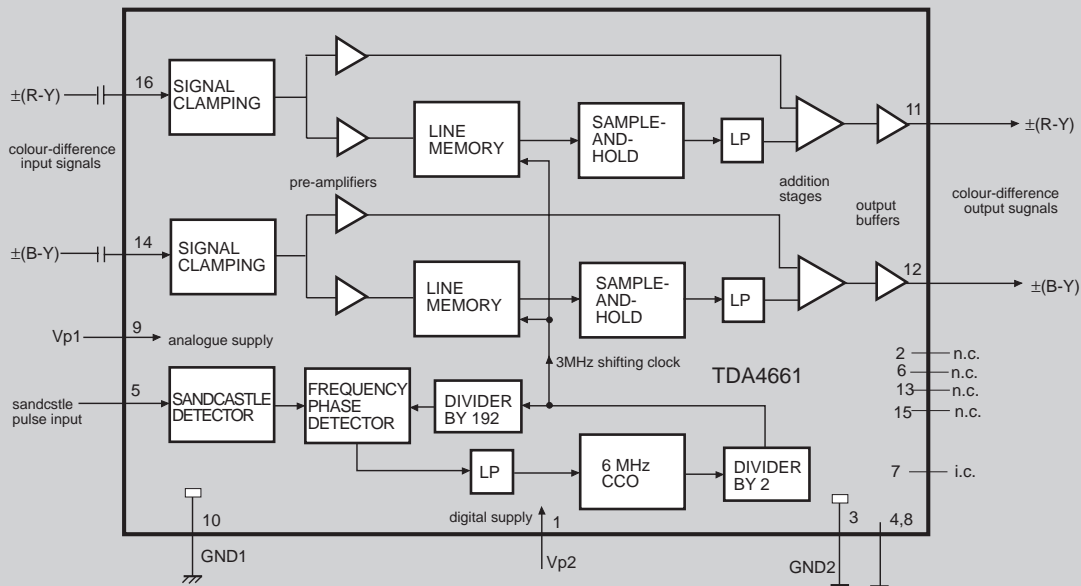 ±(R-Y)
16
SIGNAL
CLAMPING
colour-difference
input signals
pre-amplifiers
LINE
MEMORY
SAMPLE-
AND-
HOLD
LP
addition
stages
output
buffers
11
±(R-Y)
colour-difference
output sugnals
±(B-Y)
14
SIGNAL
CLAMPING
LINE
MEMORY
SAMPLE-
AND-
HOLD
LP
12
±(B-Y)
Vp1
9
analogue supply
3MHz shifting clock
TDA4661
2
n.c.
6
n.c.
13
n.c.
15
n.c.
7
i.c.
sandcstle
pulse input
5
SANDCASTLE
DETECTOR
FREQUENCY
PHASE
DETECTOR
DIVIDER
BY 192
LP
6 MHz
CCO
DIVIDER
BY 2
10
GND1
digital supply
1
Vp2
3
GND2
4,8